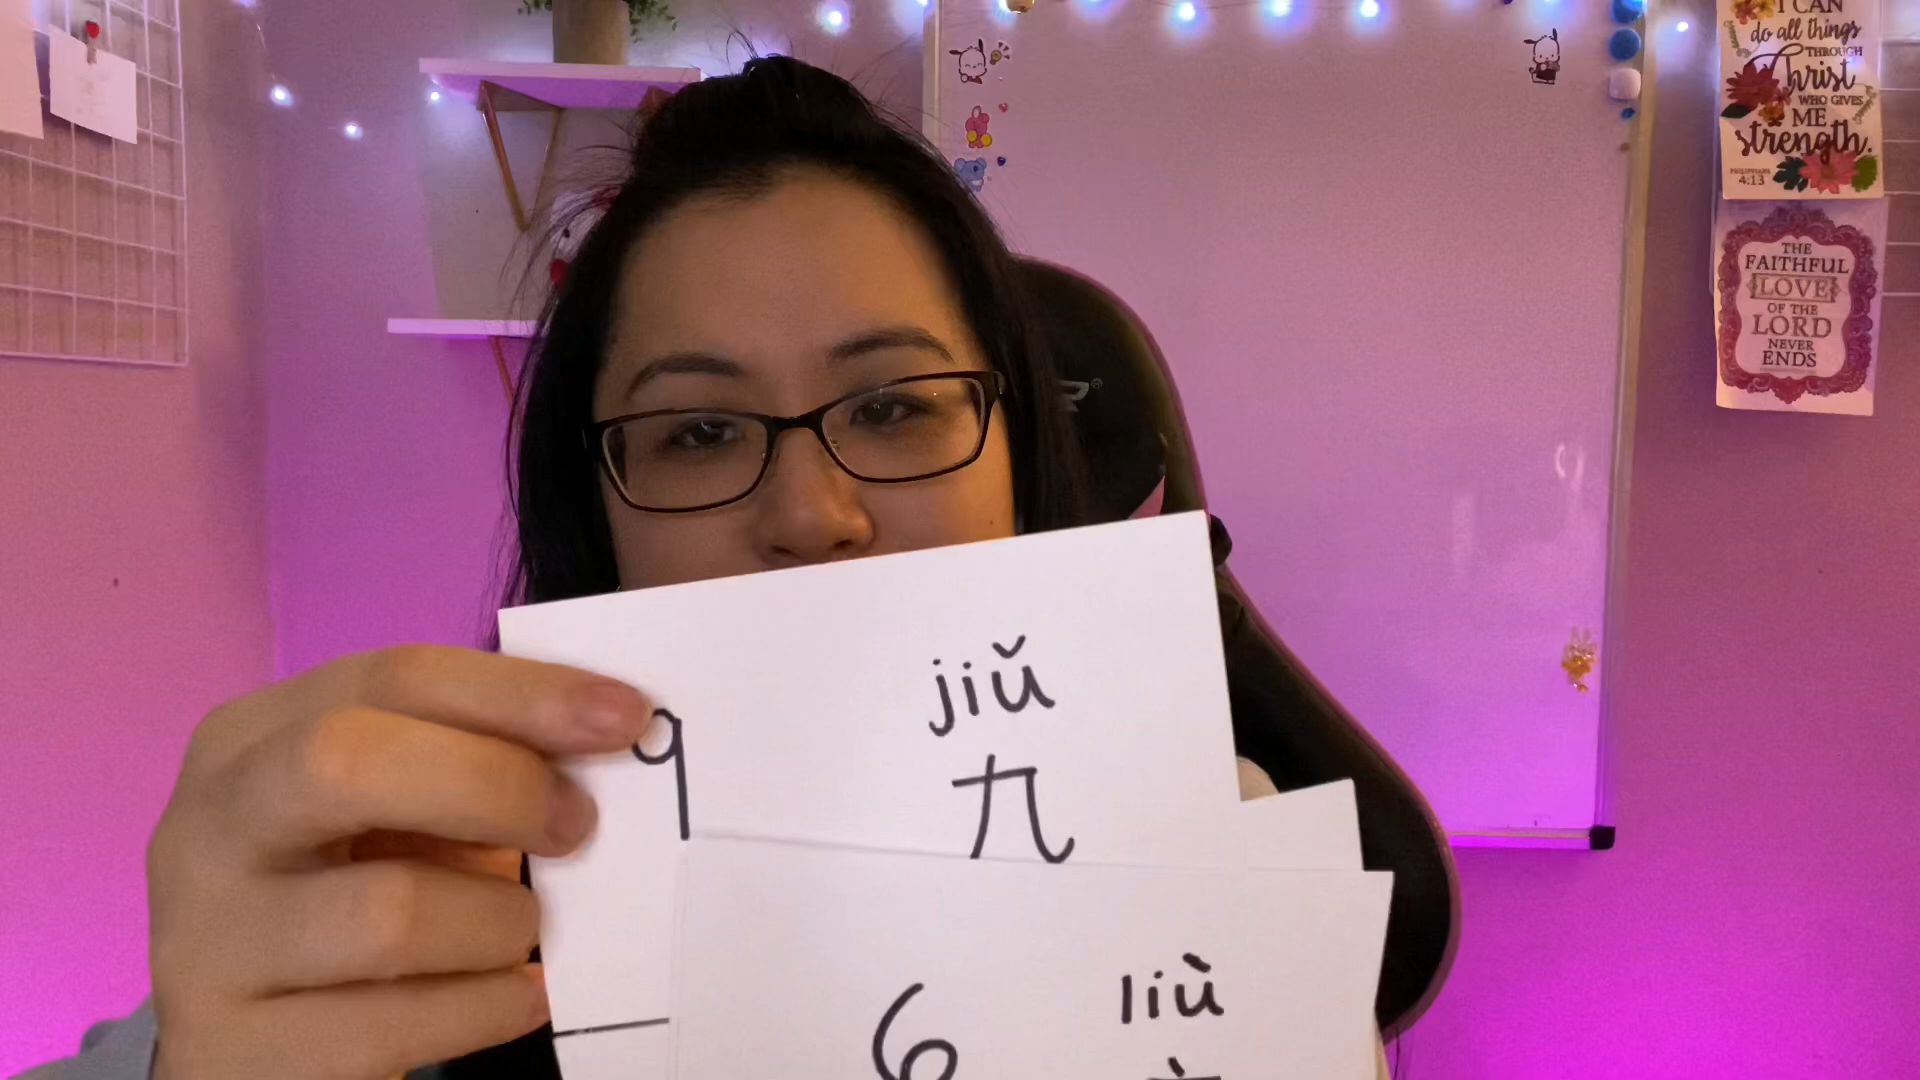 I CAN
do all things
THROUGH
Christ
WHO GIVES
ME
strength.
PHILIPPIANS
4:13
THE
FAITHFUL
LOVE
OF THE
LORD
NEVER
ENDS
9
jiǔ
九
6
liù